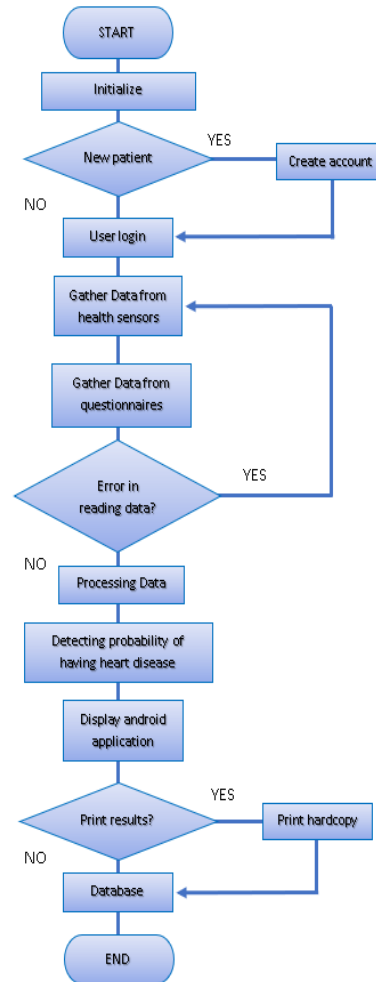 START
Initialize
YES
New patient
Create account
NO
User login
Gather Data from
health sensors
Gather Data from
questionnaires
YES
Error in
reading data?
NO
Processing Data
Detecting probability of
having heart disease
Display android
application
YES
Print results?
Print hardcopy
NO
Database
END